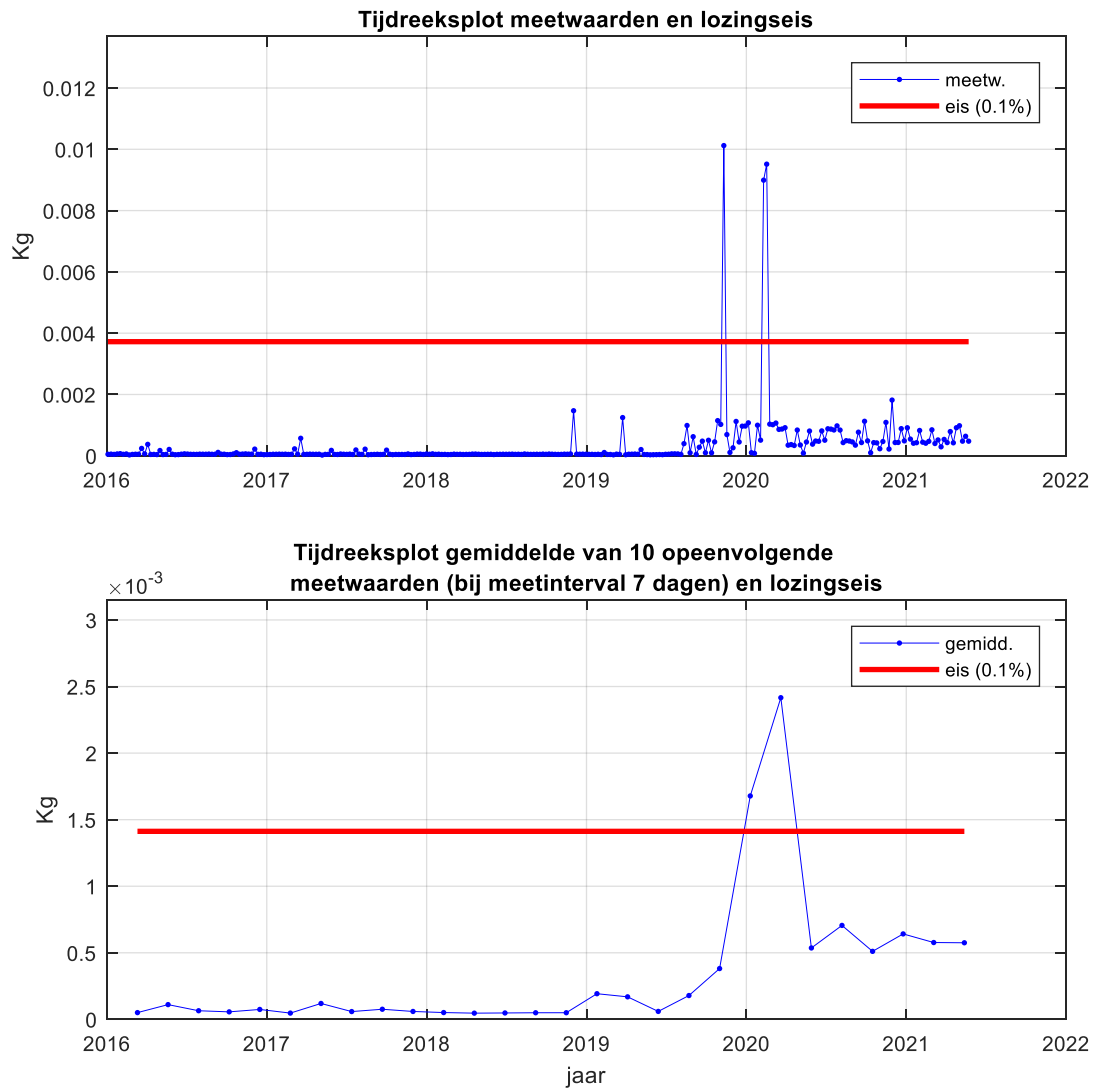 Tijdreeksplot meetwaarden en lozingseis
0.012
0.01
0.008
0.006
0.004
0.002
0
Kg
meetw.
eis (0.1%)
2016 2017 2018 2019 2020 2021 2022
Tijdreeksplot gemiddelde van 10 opeenvolgende
meetwaarden (bij meetinterval 7 dagen) en lozingseis
×10-3
3
2.5
2
1.5
1
0.5
0
Kg
gemidd.
eis (0.1%)
2016 2017 2018 2019 2020 2021 2022
jaar